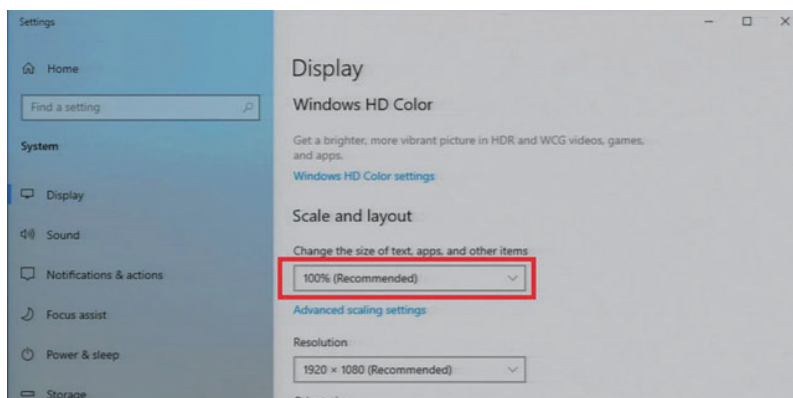 Settings
Home
Find a setting
System
Display
Sound
Notifications & actions
Focus assist
Power & sleep
Storage
Display
Windows HD Color
Get a brighter, more vibrant picture in HDR and WCG videos, games,
and apps.
Windows HD Color settings
Scale and layout
Change the size of text, apps, and other items
100% (Recommended)
Advanced scaling settings
Resolution
1920 × 1080 (Recommended)